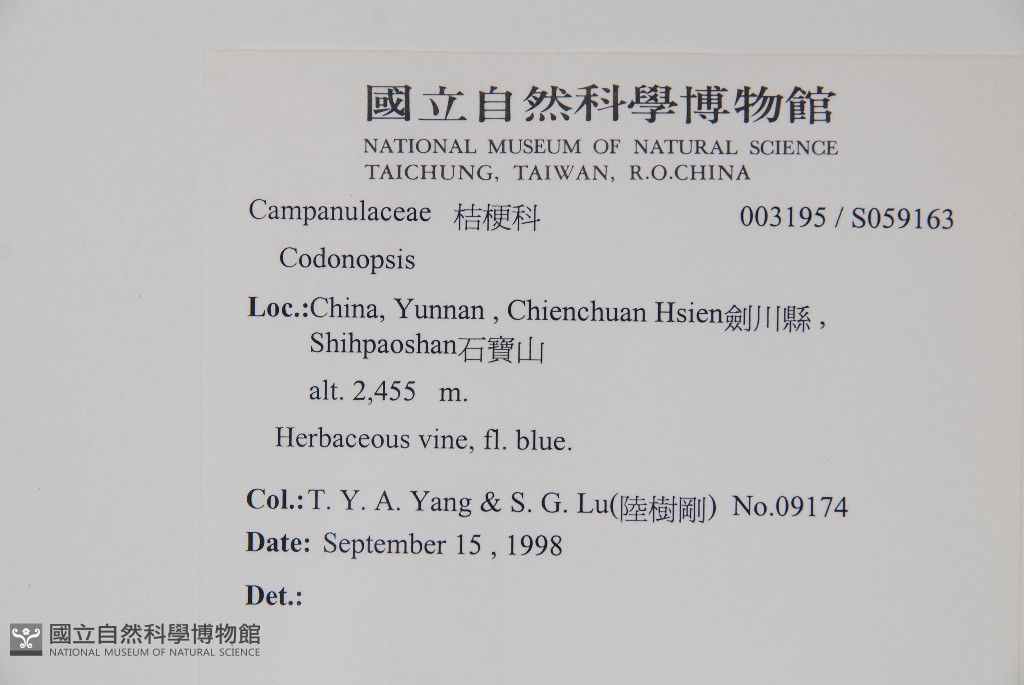 國立自然科學博物館
NATIONAL MUSEUM OF NATURAL SCIENCE
TAICHUNG, TAIWAN, R.O.CHINA
Campanulaceae 桔梗科 003195 / S059163
Codonopsis
Loc.:China, Yunnan , Chienchuan Hsien劍川縣 ,
Shihpaoshan石寶山
alt. 2,455 m.
Herbaceous vine, fl. blue.
Col.: T. Y. A. Yang & S. G. Lu(陸樹剛) No.09174
Date: September 15 , 1998
Det.:
國立自然科學博物館
NATIONAL MUSEUM OF NATURAL SCIENCE